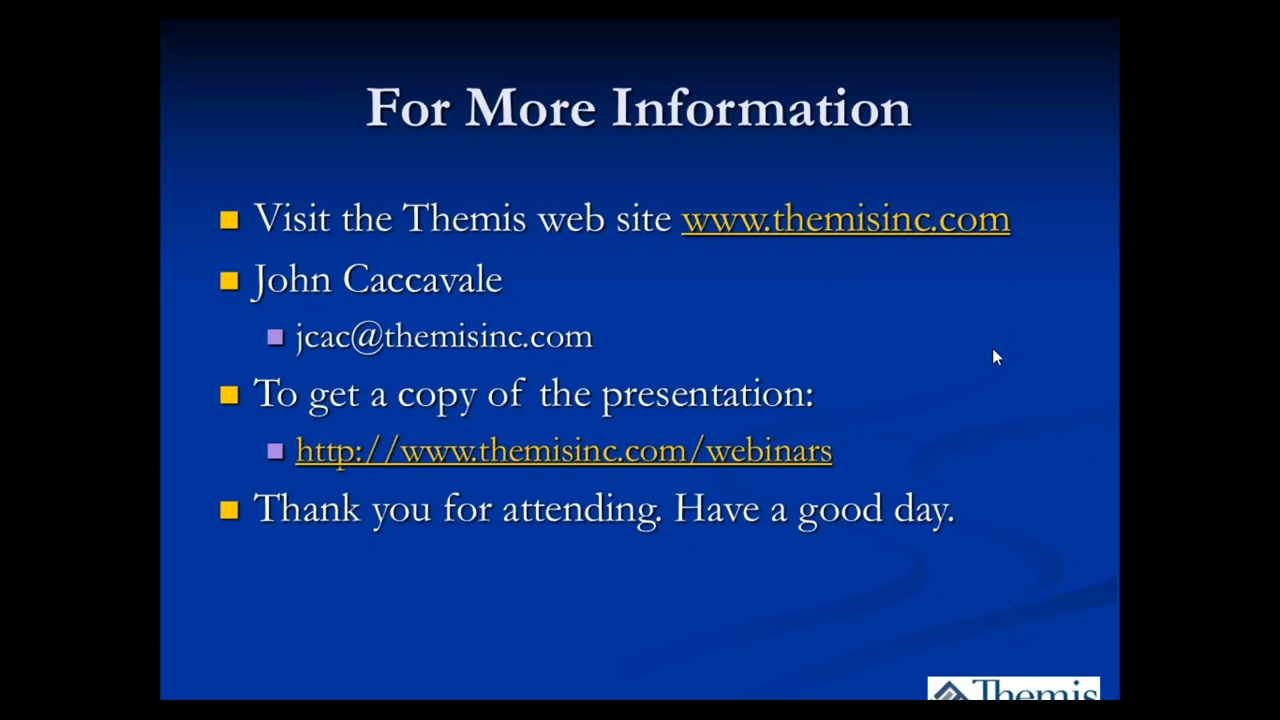 For More Information
Visit the Themis web site www.themisinc.com
John Caccavale
jcac@themisinc.com
To get a copy of the presentation:
http://www.themisinc.com/webinars
Thank you for attending. Have a good day.
Themis